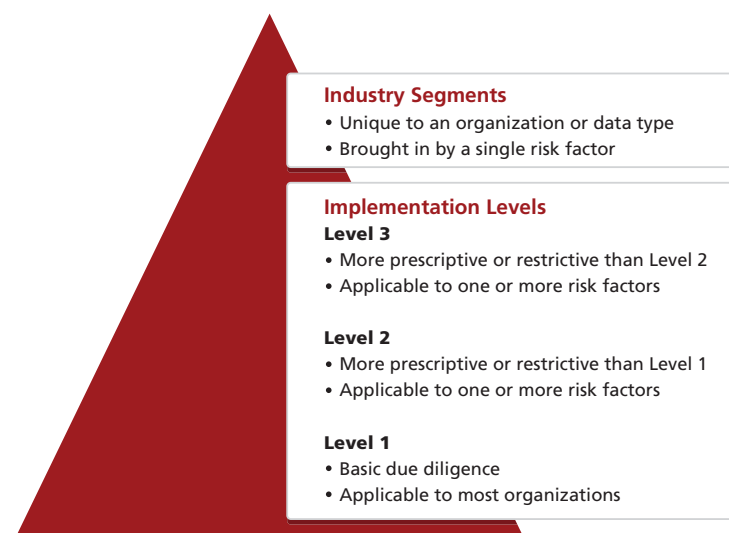 Industry Segments
• Unique to an organization or data type
• Brought in by a single risk factor
Implementation Levels
Level 3
• More prescriptive or restrictive than Level 2
• Applicable to one or more risk factors
Level 2
• More prescriptive or restrictive than Level 1
• Applicable to one or more risk factors
Level 1
• Basic due diligence
• Applicable to most organizations